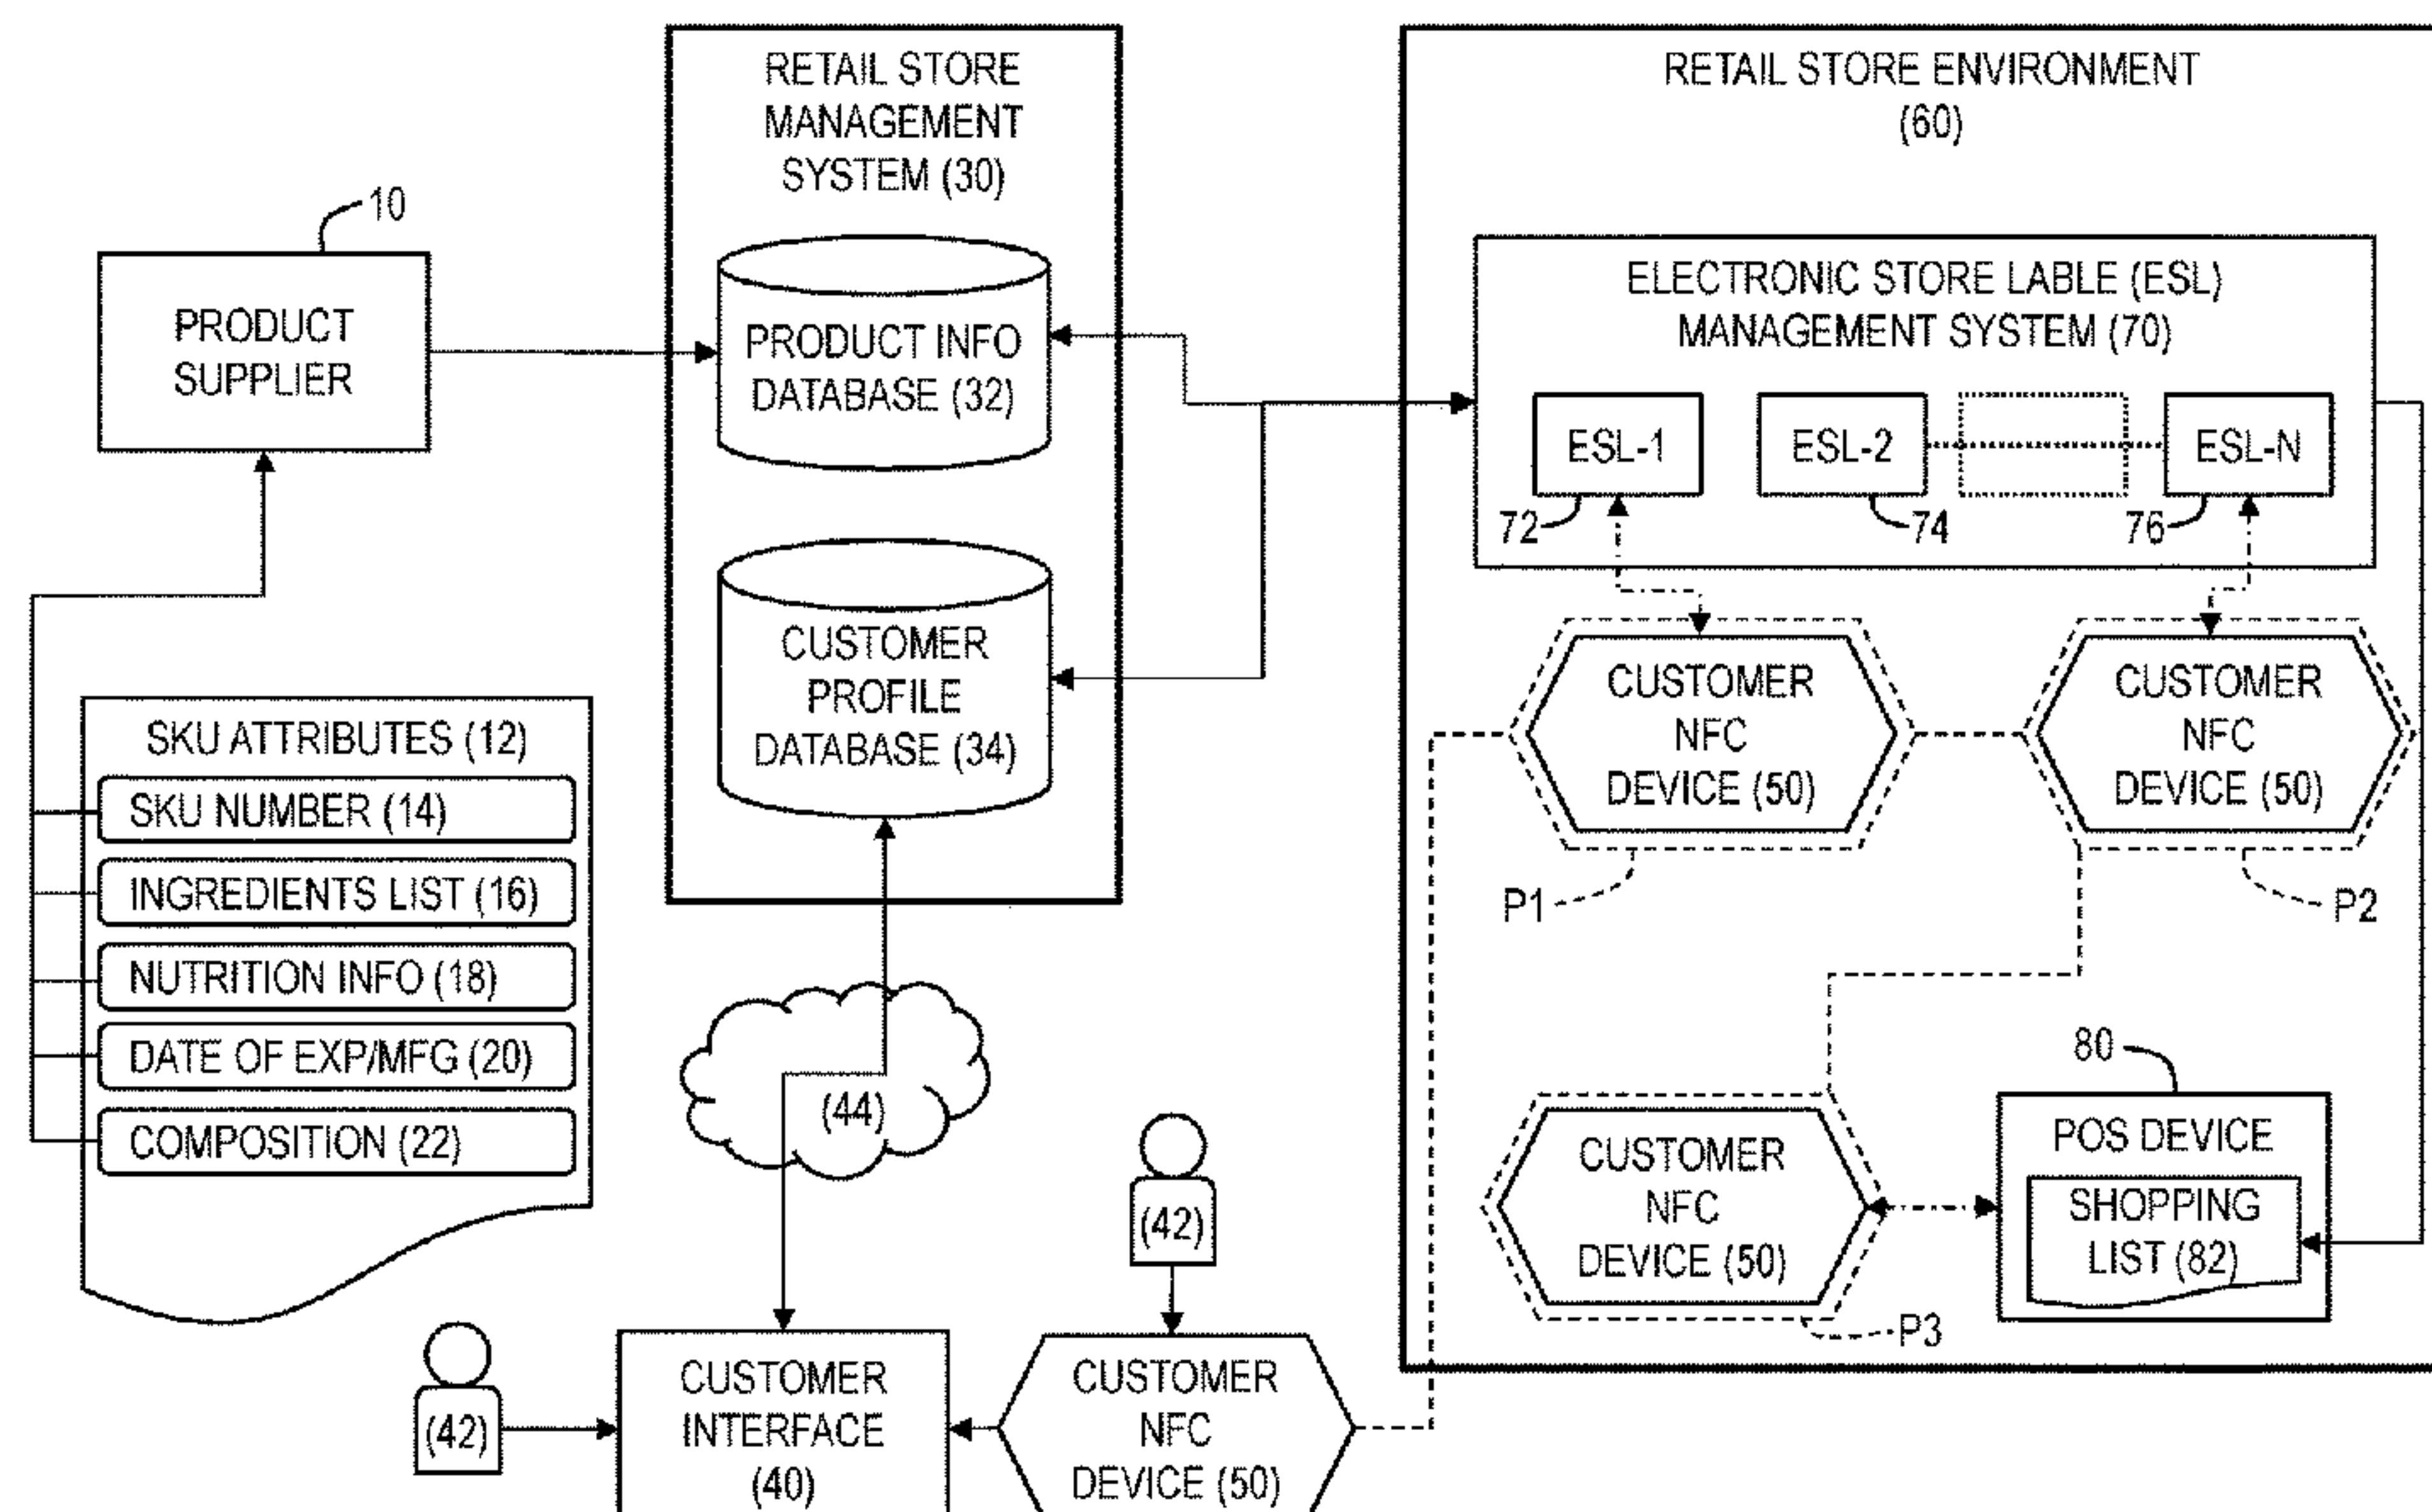 RETAIL STORE
MANAGEMENT
SYSTEM (30)
PRODUCT INFO
DATABASE (32)
CUSTOMER
PROFILE
DATABASE (34)
10
PRODUCT
SUPPLIER
SKU ATTRIBUTES (12)
SKU NUMBER (14)
INGREDIENTS LIST (16)
NUTRITION INFO (18)
DATE OF EXP/MFG (20)
COMPOSITION (22)
(44)
(42)
(42)
CUSTOMER
INTERFACE
(40)
CUSTOMER
NFC
DEVICE (50)
RETAIL STORE ENVIRONMENT
(60)
ELECTRONIC STORE LABLE (ESL)
MANAGEMENT SYSTEM (70)
ESL-1
ESL-2
ESL-N
72
74
76
CUSTOMER
NFC
DEVICE (50)
P1
CUSTOMER
NFC
DEVICE (50)
P2
CUSTOMER
NFC
DEVICE (50)
P3
80
POS DEVICE
SHOPPING
LIST (82)